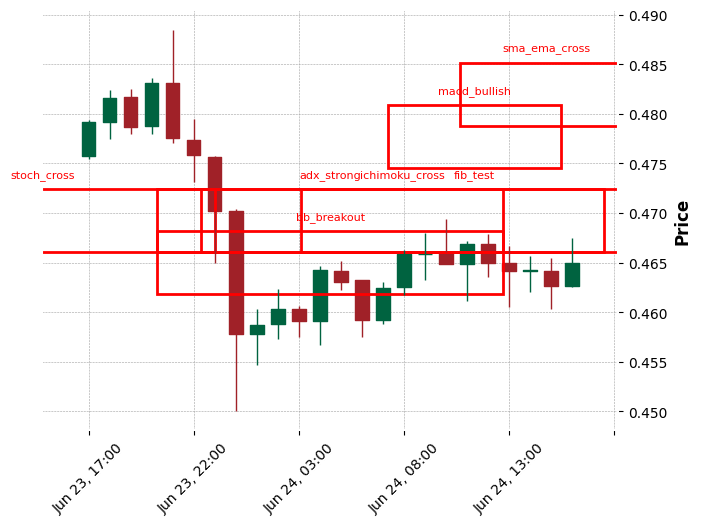 0.490
sma_ema_cross
0.485
macd_bullish
0.480
0.475
stoch_cross
adx_strong
ichimoku_cross
fib_test
0.470
bb_breakout
0.465
0.460
0.455
0.450
Price
Jun 23, 17:00
Jun 23, 22:00
Jun 24, 03:00
Jun 24, 08:00
Jun 24, 13:00